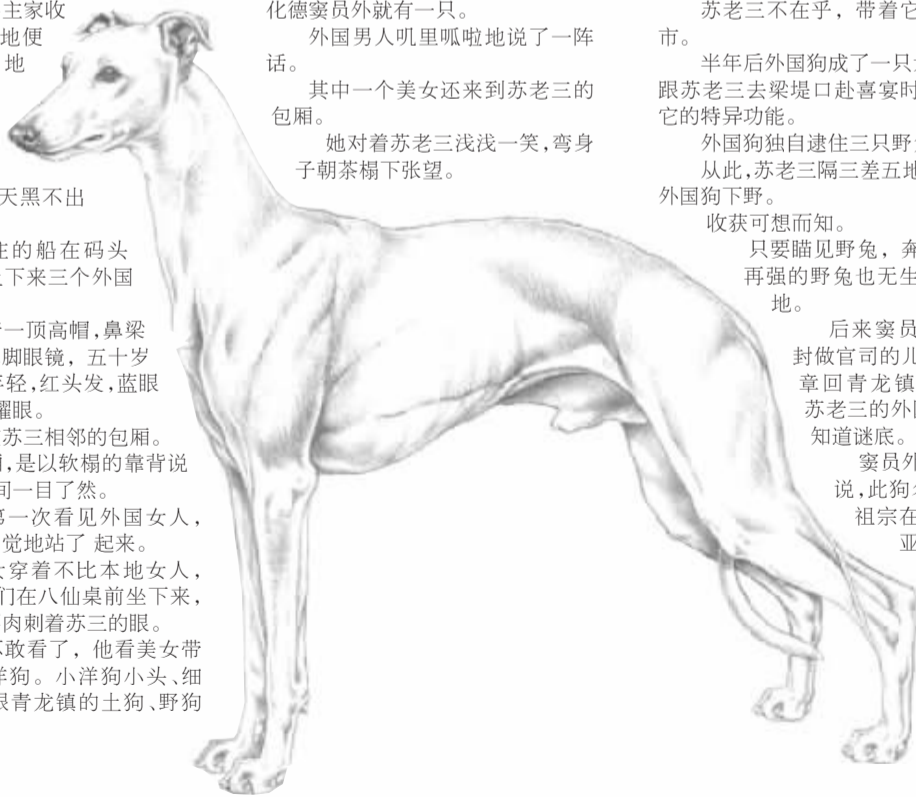 主家收
地便
地
天黑不出
的船在码头
下来三个外国
一顶高帽,鼻梁
脚眼镜，五十岁
年轻,红头发,蓝眼
耀眼。
苏三相邻的包厢。
,是以软榻的靠背说
间一目了然。
第一次看见外国女人，
觉地站了 起来。
女穿着不比本地女人，
们在八仙桌前坐下来，
肉刺着苏三的眼。
不敢看了，他看美女带
洋狗。小洋狗小头、细
跟青龙镇的土狗、野狗
化德窦员外就有一只。
外国男人叽里呱啦地说了一阵
话。
其中一个美女还来到苏老三的
包厢。
她对着苏老三浅浅一笑,弯身
子朝茶榻下张望。
苏老三不在乎，带着它
市。
半年后外国狗成了一只
跟苏老三去梁堤口赴喜宴时
它的特异功能。
外国狗独自逮住三只野
从此,苏老三隔三差五地
外国狗下野。
收获可想而知。
只要瞄见野兔，奔
再强的野兔也无生
地。
后来窦员
封做官司的儿
章回青龙镇
苏老三的外国
知道谜底。
窦员外
说,此狗
祖宗在
亚